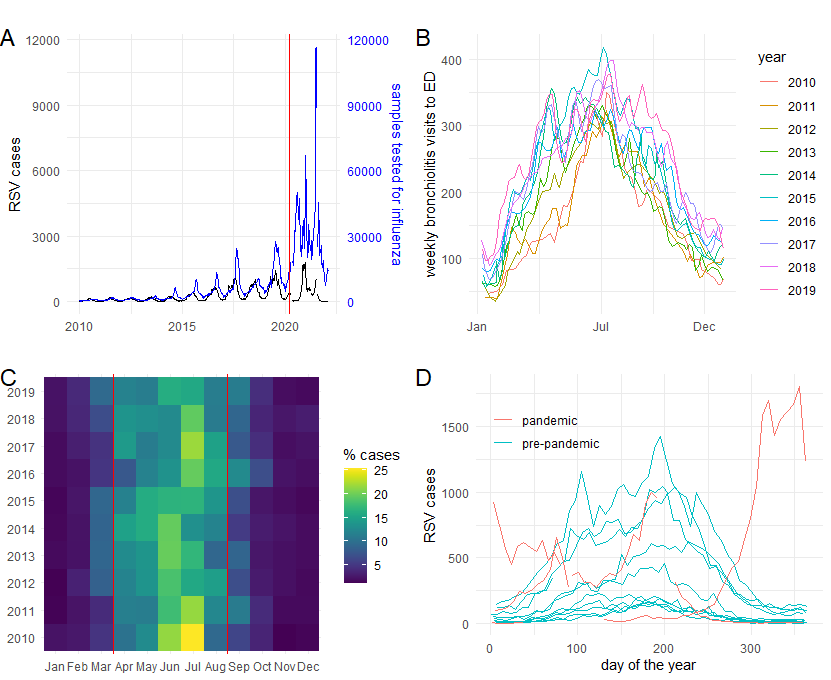 A
12000
9000
6000
3000
0
RSV cases
120000
90000
60000
30000
0
samples tested for influenza
2010 2015 2020
B
400
300
200
100
weekly bronchiolitis visits to ED
Jan Jul Dec
year
2010
2011
2012
2013
2014
2015
2016
2017
2018
2019
C
2019
2018
2017
2016
2015
2014
2013
2012
2011
2010
Jan Feb Mar Apr May Jun Jul Aug Sep Oct Nov Dec
% cases
25
20
15
10
5
D
pandemic
pre-pandemic
1500
1000
500
0
RSV cases
0 100 200 300
day of the year